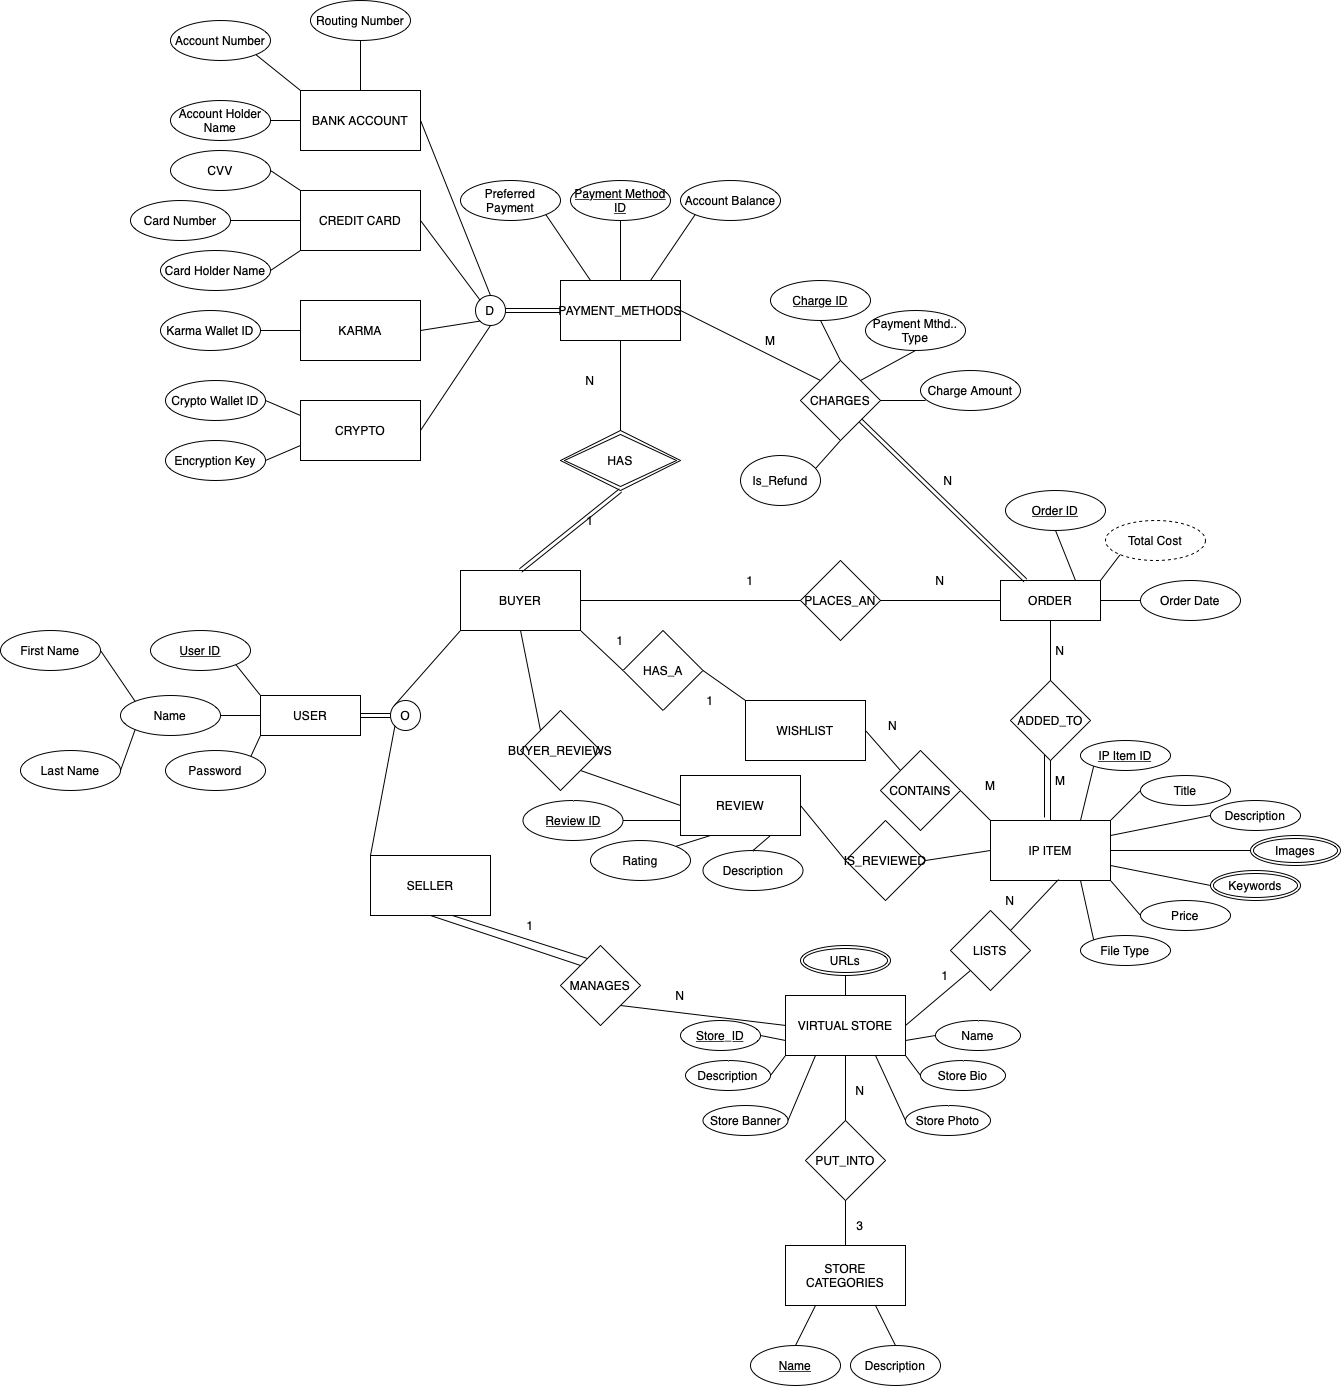 Routing Number
Account Number
BANK ACCOUNT
Account Holder
Name
CVV
CREDIT CARD
Card Number
Card Holder Name
Preferred
Payment
Payment Method
ID
Account Balance
D
PAYMENT_METHODS
KARMA
Karma Wallet ID
Charge ID
Payment Mthd..
Type
M
N
CHARGES
Charge Amount
Crypto Wallet ID
CRYPTO
Encryption Key
HAS
Is_Refund
N
1
Order ID
Total Cost
BUYER
1
PLACES_AN
N
ORDER
Order Date
First Name
User ID
1
HAS_A
N
Name
USER
O
1
WISHLIST
N
ADDED_TO
Last Name
Password
BUYER_REVIEWS
CONTAINS
M
M
IP Item ID
Title
Description
Images
Keywords
Price
File Type
REVIEW
Review ID
Rating
Description
IS_REVIEWED
IP ITEM
SELLER
N
1
LISTS
URLs
1
MANAGES
N
VIRTUAL STORE
Store_ID
Name
Description
Store Bio
Store Banner
N
Store Photo
PUT_INTO
3
STORE
CATEGORIES
Name
Description